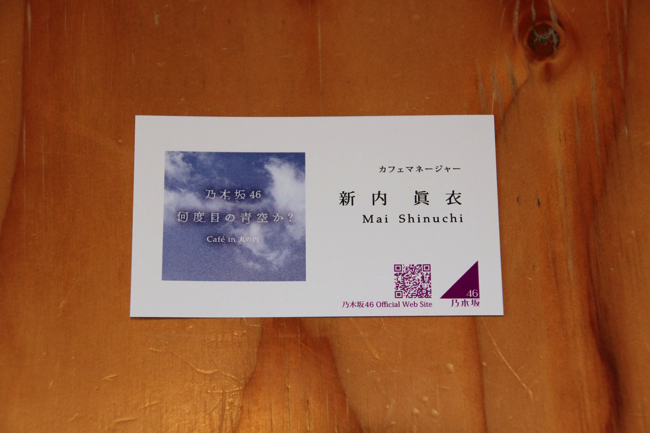 乃木坂46
何度目の青空か?
Café in 丸の内
カフェマネージャー
新内 眞衣
Mai Shinuchi
乃木坂46 Official Web Site
46
乃木坂